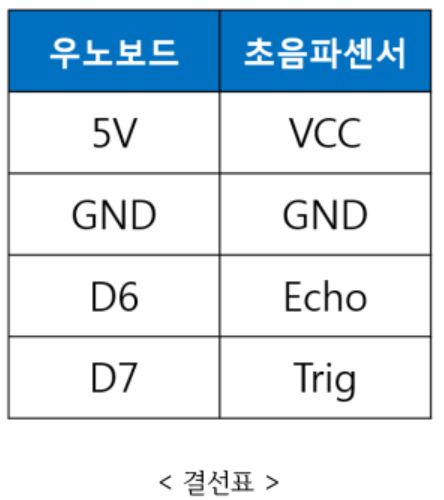 우노보드 초음파센서
5V VCC
GND GND
D6 Echo
D7 Trig
< 결선표 >